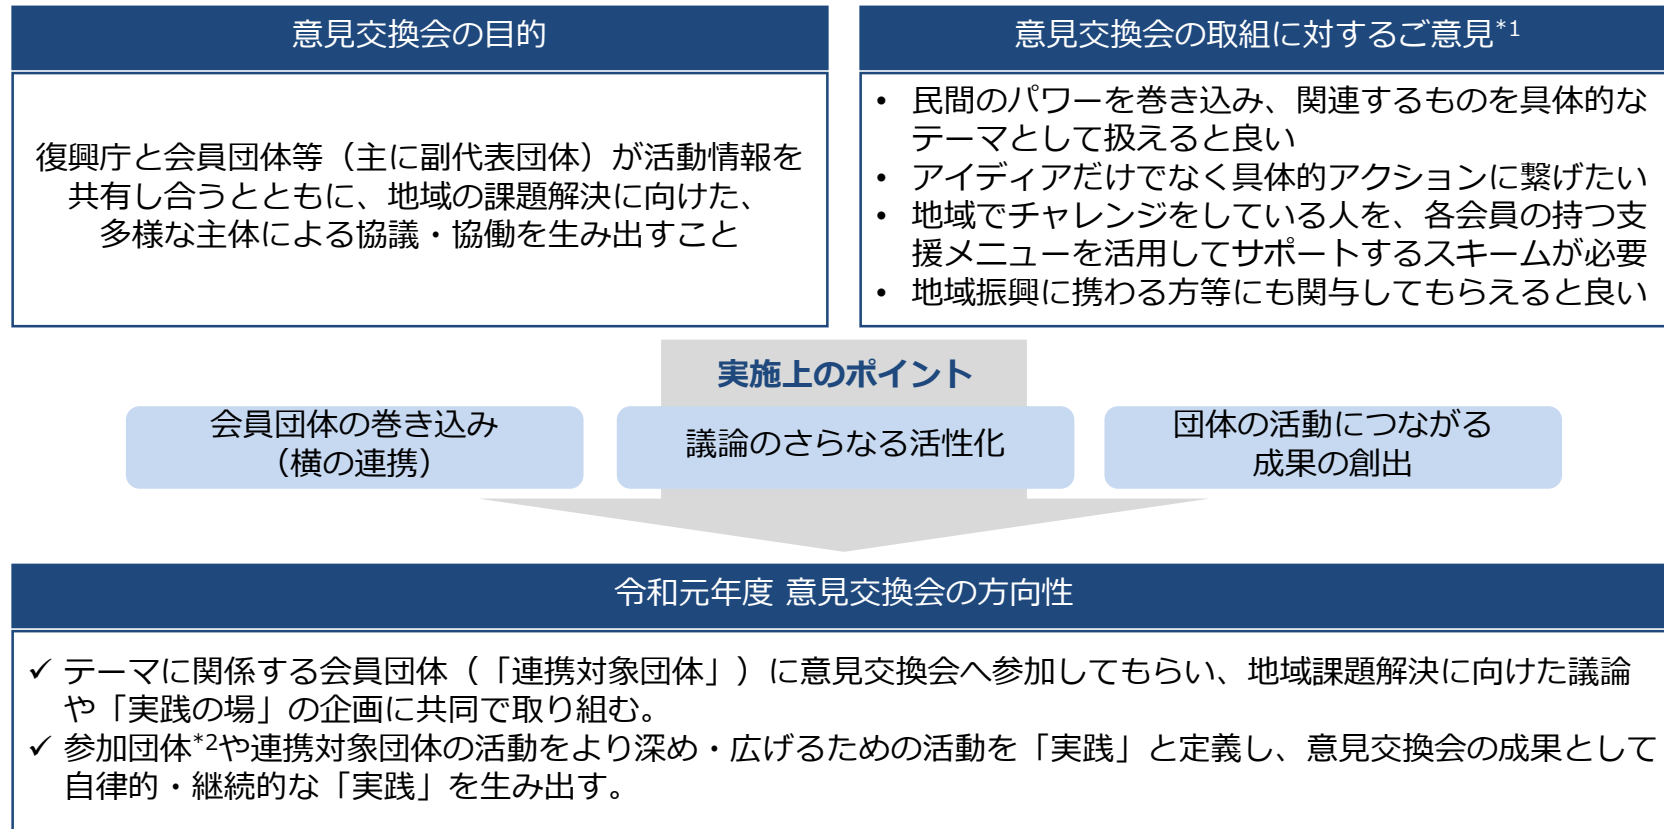 意見交換会の目的
復興庁と会員団体等（主に副代表団体）が活動情報を
共有し合うとともに、地域の課題解決に向けた、
多様な主体による協議・協働を生み出すこと
意見交換会の取組に対するご意見*1
• 民間のパワーを巻き込み、関連するものを具体的な
テーマとして扱えると良い
• アイディアだけでなく具体的アクションに繋げたい
• 地域でチャレンジをしている人を、各会員の持つ支
援メニューを活用してサポートするスキームが必要
• 地域振興に携わる方等にも関与してもらえると良い
実施上のポイント
会員団体の巻き込み
（横の連携）
議論のさらなる活性化
団体の活動につながる
成果の創出
令和元年度 意見交換会の方向性
✓ テーマに関係する会員団体（「連携対象団体」）に意見交換会へ参加してもらい、地域課題解決に向けた議論
や「実践の場」の企画に共同で取り組む。
✓ 参加団体*2や連携対象団体の活動をより深め・広げるための活動を「実践」と定義し、意見交換会の成果として
自律的・継続的な「実践」を生み出す。